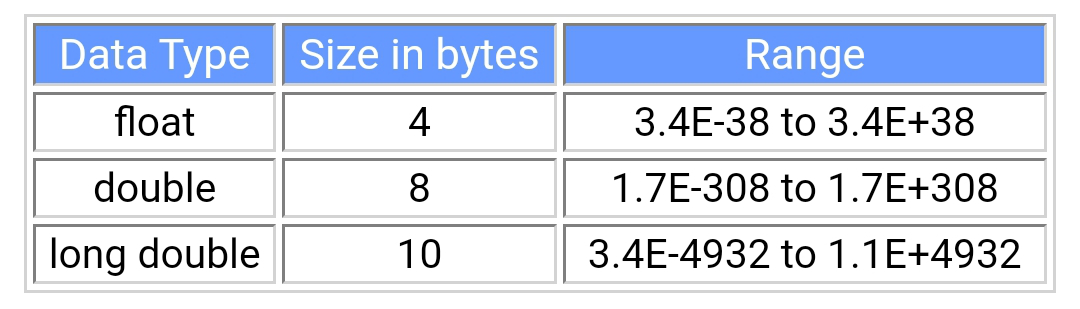 Data Type Size in bytes Range
float 4 3.4E-38 to 3.4E+38
double 8 1.7E-308 to 1.7E+308
long double 10 3.4E-4932 to 1.1E+4932